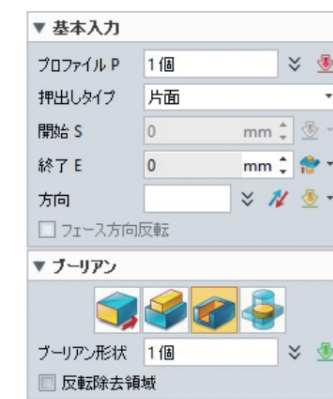 ▼ 基本入力
プロファイル P 1個
押出しタイプ 片面
開始 S 0 mm
終了 E 0 mm
方向
フェース方向反転
▼ ブーリアン
ブーリアン形状 1個
反転除去領域